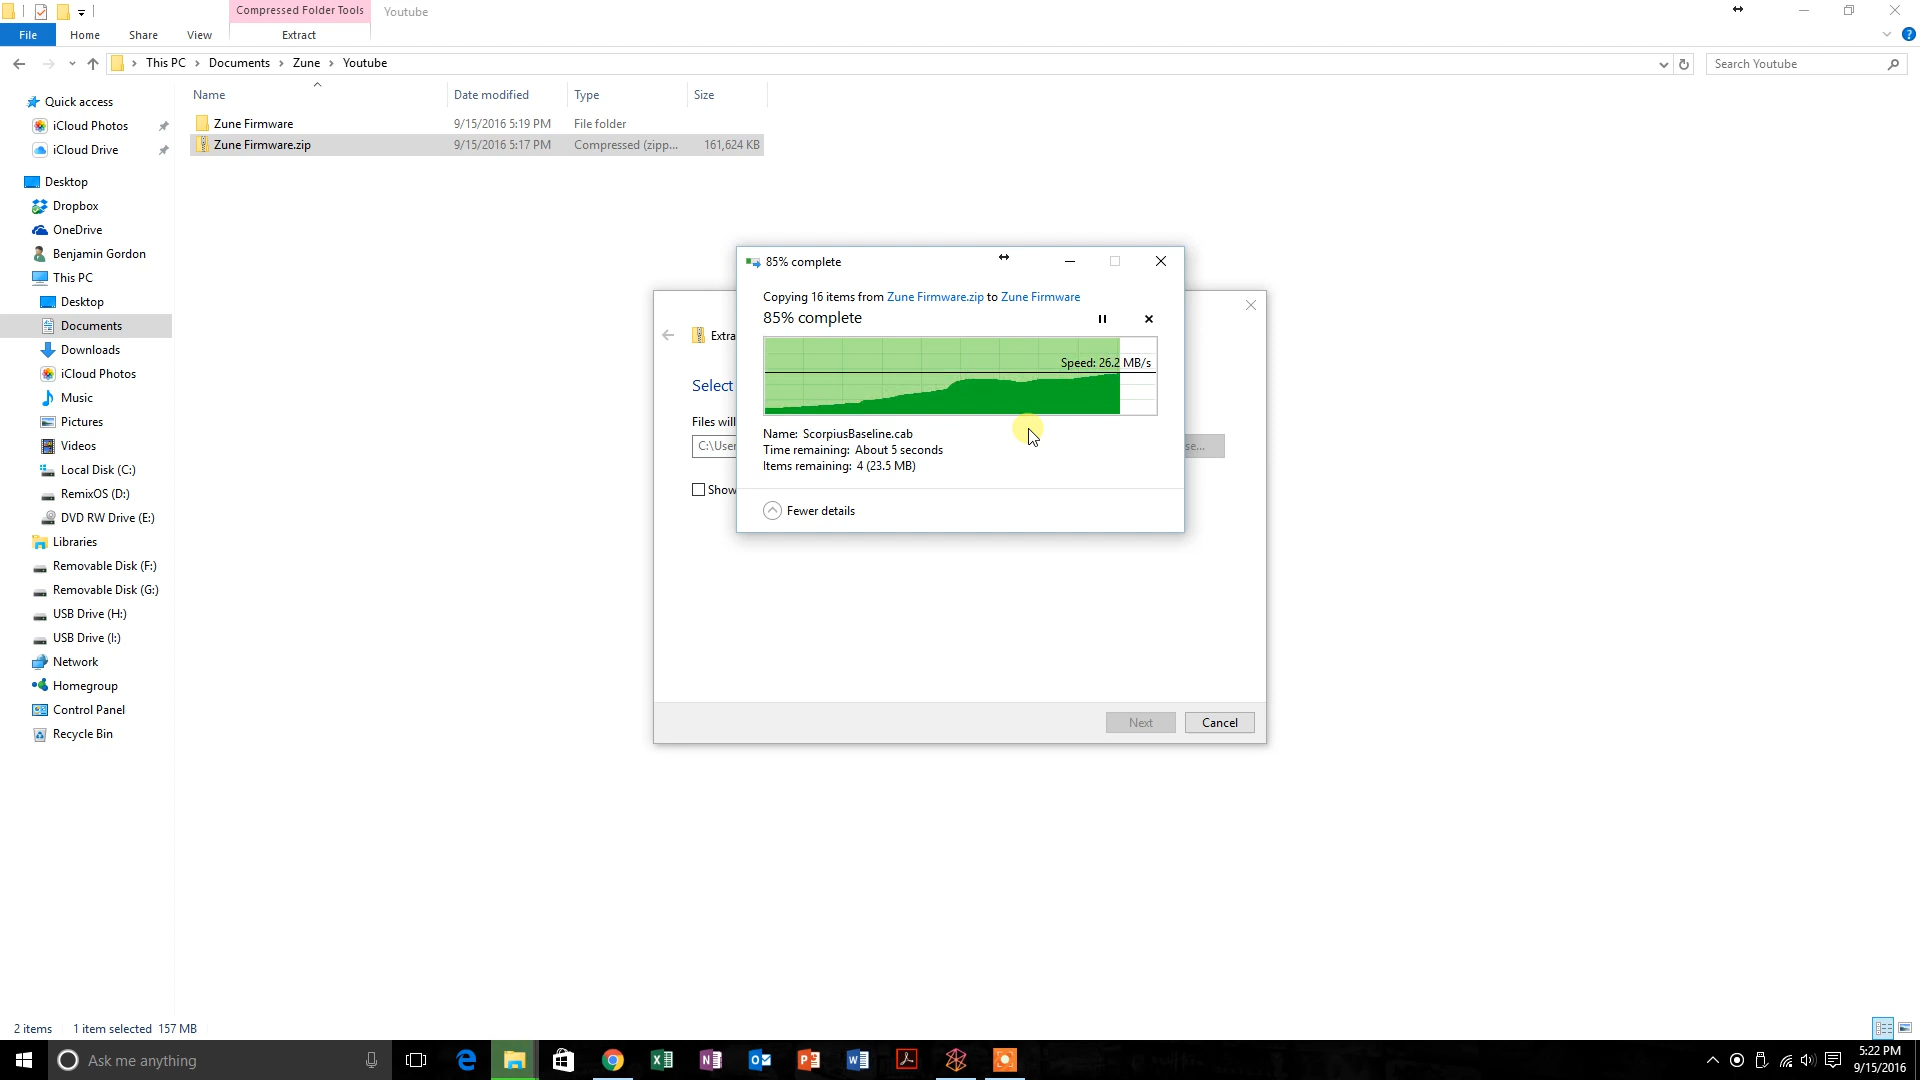 Compressed Folder Tools
Youtube
File
Home
Share
View
Extract
This PC
Documents
Zune
Youtube
Search Youtube
Name
Date modified
Type
Size
Zune Firmware
9/15/2016 5:19 PM
File folder
Zune Firmware.zip
9/15/2016 5:17 PM
Compressed (zipp...
161,624 KB
Quick access
iCloud Photos
iCloud Drive
Desktop
Dropbox
OneDrive
Benjamin Gordon
This PC
Desktop
Documents
Downloads
iCloud Photos
Music
Pictures
Videos
Local Disk (C:)
RemixOS (D:)
DVD RW Drive (E:)
Libraries
Removable Disk (F:)
Removable Disk (G:)
USB Drive (H:)
USB Drive (I:)
Network
Homegroup
Control Panel
Recycle Bin
85% complete
Copying 16 items from Zune Firmware.zip to Zune Firmware
85% complete
Speed: 26.2 MB/s
Name: ScorpiusBaseline.cab
Time remaining: About 5 seconds
Items remaining: 4 (23.5 MB)
Fewer details
Extra
Select
Files will
C:\User
se...
Show
Next
Cancel
2 items
1 item selected 157 MB
Ask me anything
5:22 PM
9/15/2016